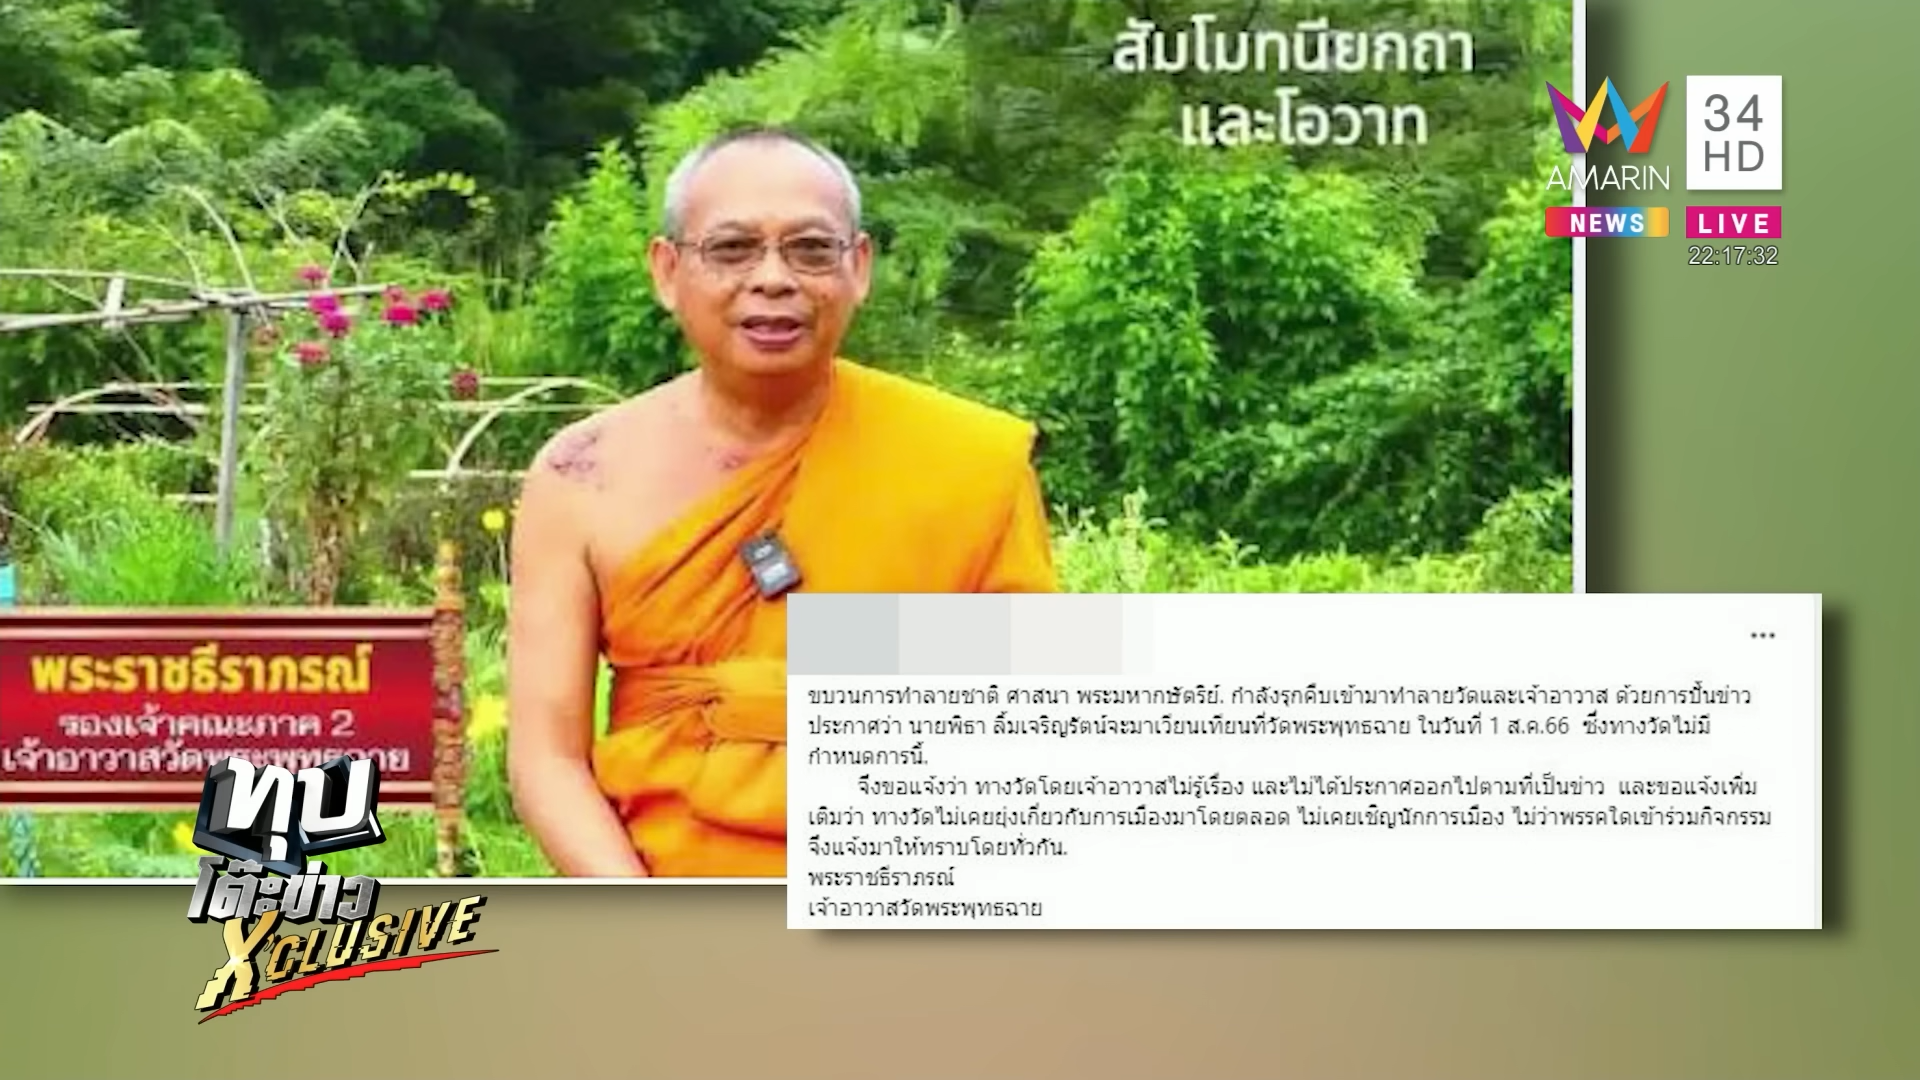 สัมโมทนียกถา
และโอวาท
AMARIN
34
HD
NEWS
LIVE
22:17:32
พระราชธีราภรณ์
รองเจ้าคณะภาค 2
เจ้าอาวาสวัดพระพุทธฉาย
ขบวนการทำลายชาติ ศาสนา พระมหากษัตริย์. กำลังรุกคืบเข้ามาทำลายวัดและเจ้าอาวาส ด้วยการปั้นข่าว
ประกาศว่า นายพิธา ลิ้มเจริญรัตน์จะมาเวียนเทียนที่วัดพระพุทธฉาย ในวันที่ 1 ส.ค.66 ซึ่งทางวัดไม่มี
กำหนดการนี้.
จึงขอแจ้งว่า ทางวัดโดยเจ้าอาวาสไม่รู้เรื่อง และไม่ได้ประกาศออกไปตามที่เป็นข่าว และขอแจ้งเพิ่ม
เติมว่า ทางวัดไม่เคยยุ่งเกี่ยวกับการเมืองมาโดยตลอด ไม่เคยเชิญนักการเมือง ไม่ว่าพรรคใดเข้าร่วมกิจกรรม
จึงแจ้งมาให้ทราบโดยทั่วกัน.
พระราชธีราภรณ์
เจ้าอาวาสวัดพระพุทธฉาย
ทุบ
โต๊ะข่าว
XCLUSIVE